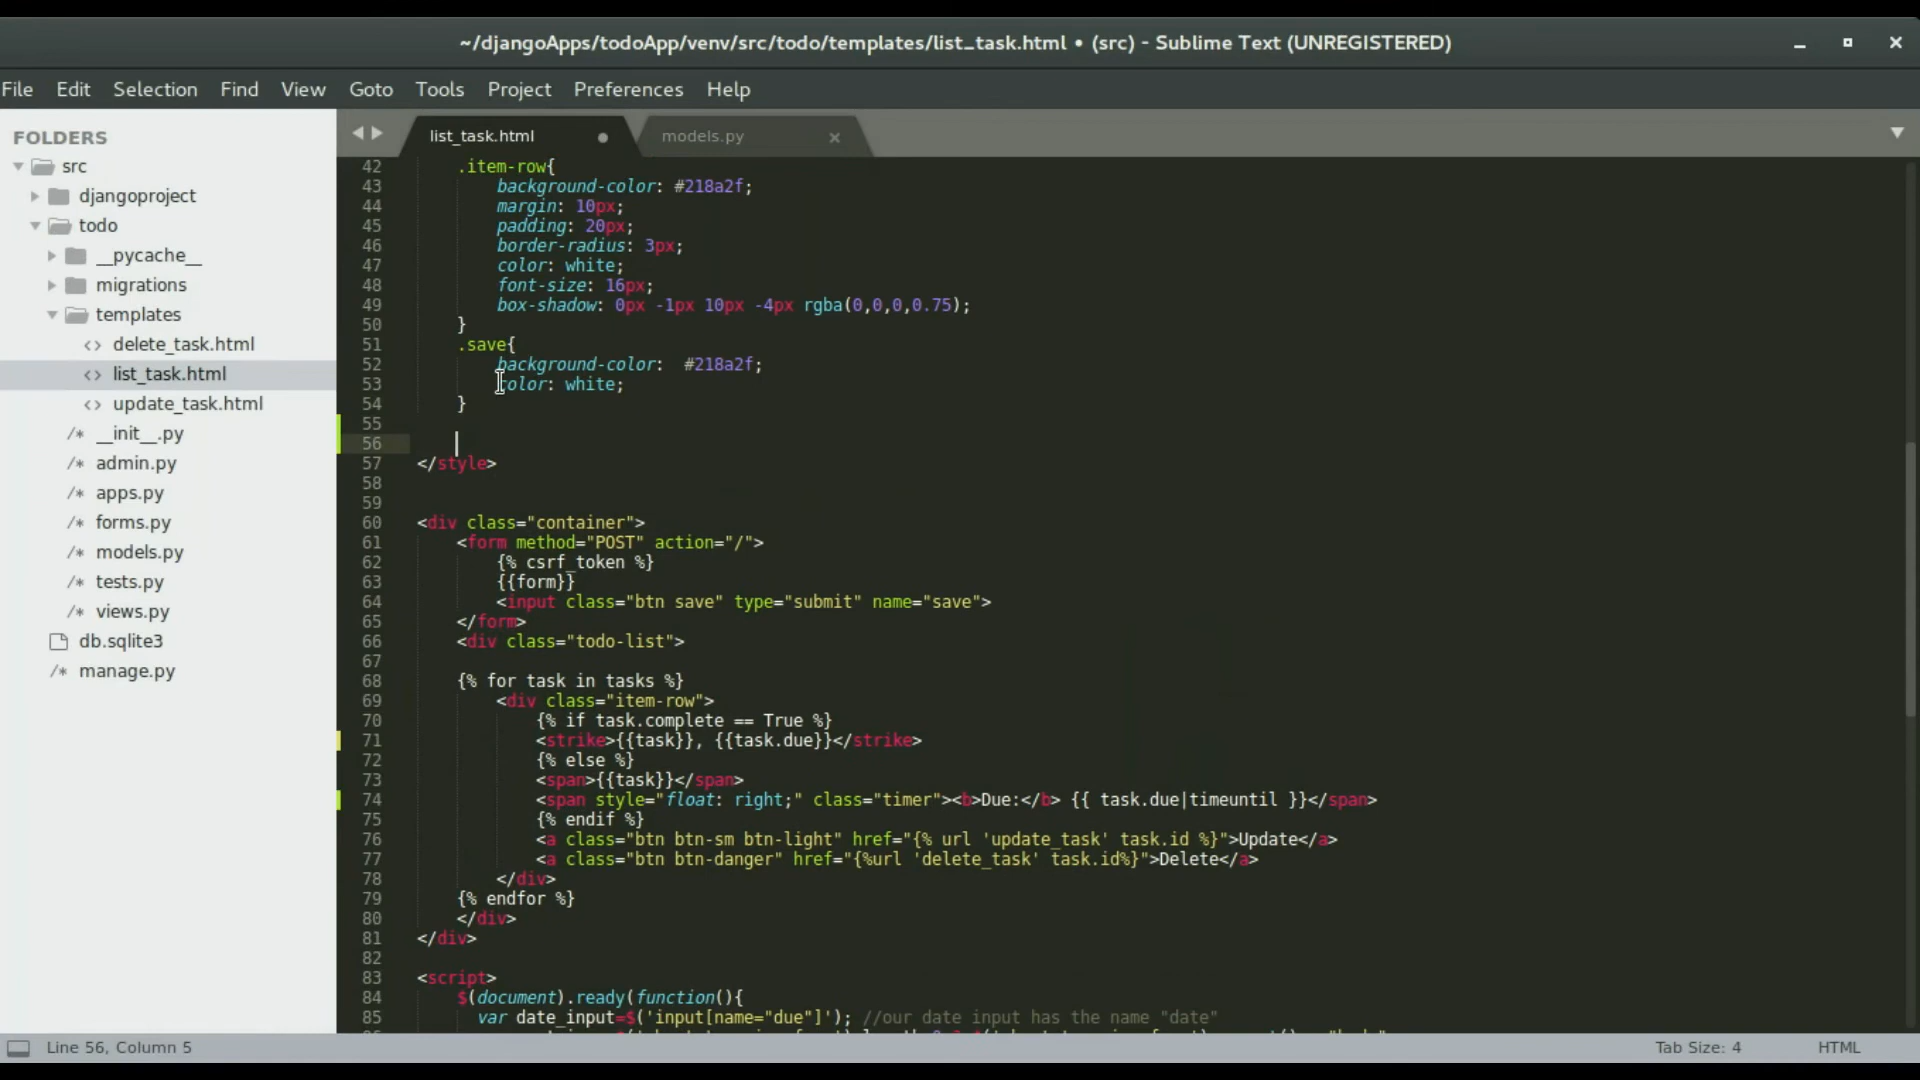 ~/djangoApps/todoApp/venv/src/todo/templates/list_task.html • (src) - Sublime Text (UNREGISTERED)
File Edit Selection Find View Goto Tools Project Preferences Help
FOLDERS
src
djangoproject
todo
__pycache__
migrations
templates
<> delete_task.html
<> list_task.html
<> update_task.html
/* __init__.py
/* admin.py
/* apps.py
/* forms.py
/* models.py
/* tests.py
/* views.py
db.sqlite3
/* manage.py
list_task.html
models.py
42 .item-row{
43 background-color: #218a2f;
44 margin: 10px;
45 padding: 20px;
46 border-radius: 3px;
47 color: white;
48 font-size: 16px;
49 box-shadow: 0px -1px 10px -4px rgba(0,0,0,0.75);
50 }
51 .save{
52 background-color:  #218a2f;
53 color: white;
54 }
55
56
57 </style>
58
59
60 <div class="container">
61 <form method="POST" action="/">
62 {% csrf_token %}
63 {{form}}
64 <input class="btn save" type="submit" name="save">
65 </form>
66 <div class="todo-list">
67
68 {% for task in tasks %}
69 <div class="item-row">
70 {% if task.complete == True %}
71 <strike>{{task}}, {{task.due}}</strike>
72 {% else %}
73 <span>{{task}}</span>
74 <span style="float: right;" class="timer"><b>Due:</b> {{ task.due|timeuntil }}</span>
75 {% endif %}
76 <a class="btn btn-sm btn-light" href="{% url 'update_task' task.id %}">Update</a>
77 <a class="btn btn-danger" href="{%url 'delete_task' task.id%}">Delete</a>
78 </div>
79 {% endfor %}
80 </div>
81 </div>
82
83 <script>
84 $(document).ready(function(){
85 var date_input=$('input[name="due"]'); //our date input has the name "date"
Line 56, Column 5
Tab Size: 4
HTML